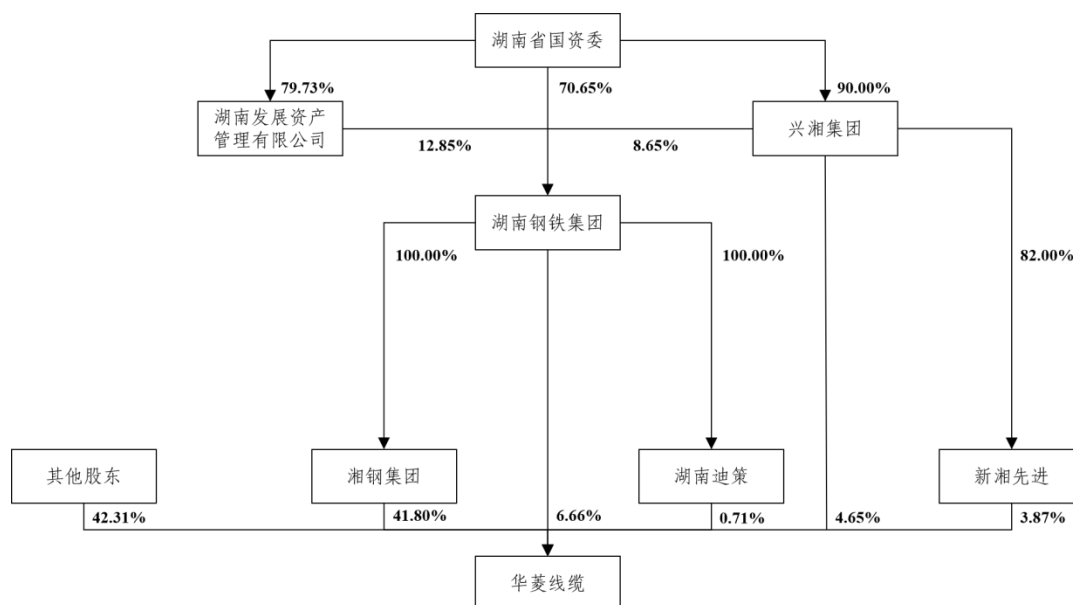 湖南省国资委
79.73%
70.65%
90.00%
湖南发展资产
管理有限公司
兴湘集团
12.85%
8.65%
湖南钢铁集团
100.00%
100.00%
82.00%
其他股东
湘钢集团
湖南迪策
新湘先进
42.31%
41.80%
6.66%
0.71%
4.65%
3.87%
华菱线缆